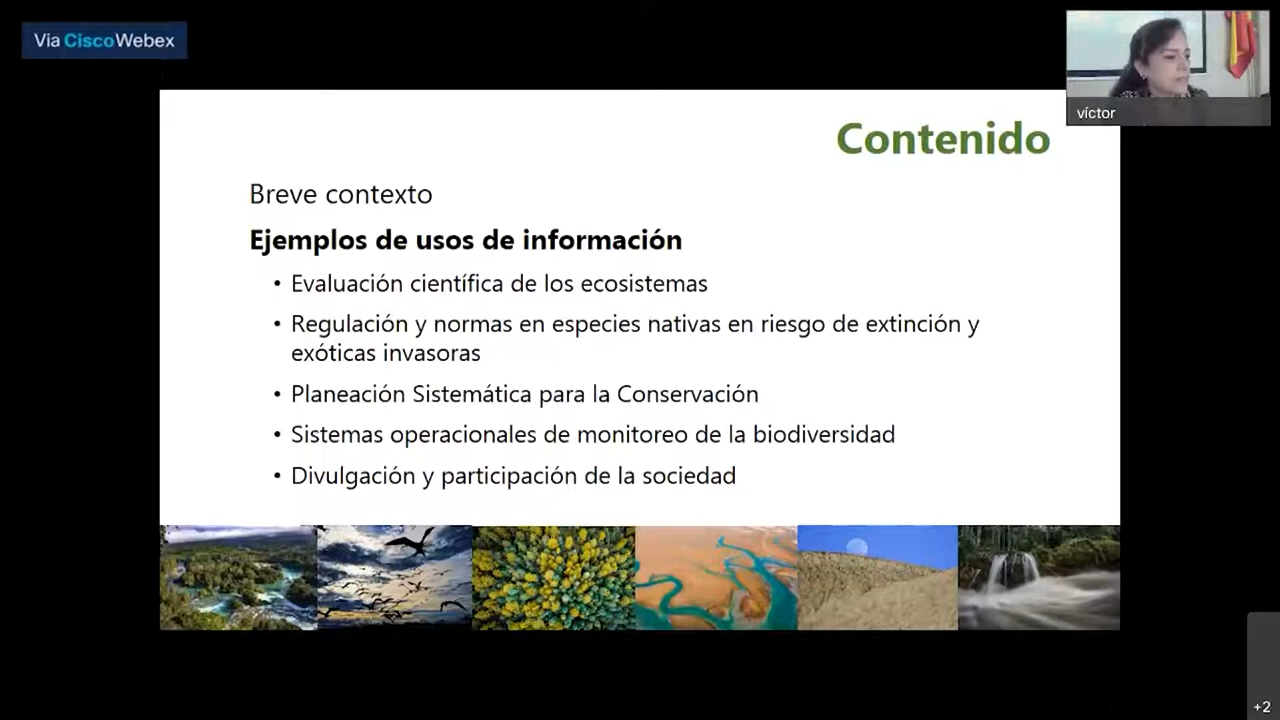 Via CiscoWebex
víctor
Contenido
Breve contexto
Ejemplos de usos de información
• Evaluación científica de los ecosistemas
• Regulación y normas en especies nativas en riesgo de extinción y
exóticas invasoras
• Planeación Sistemática para la Conservación
• Sistemas operacionales de monitoreo de la biodiversidad
• Divulgación y participación de la sociedad
+2